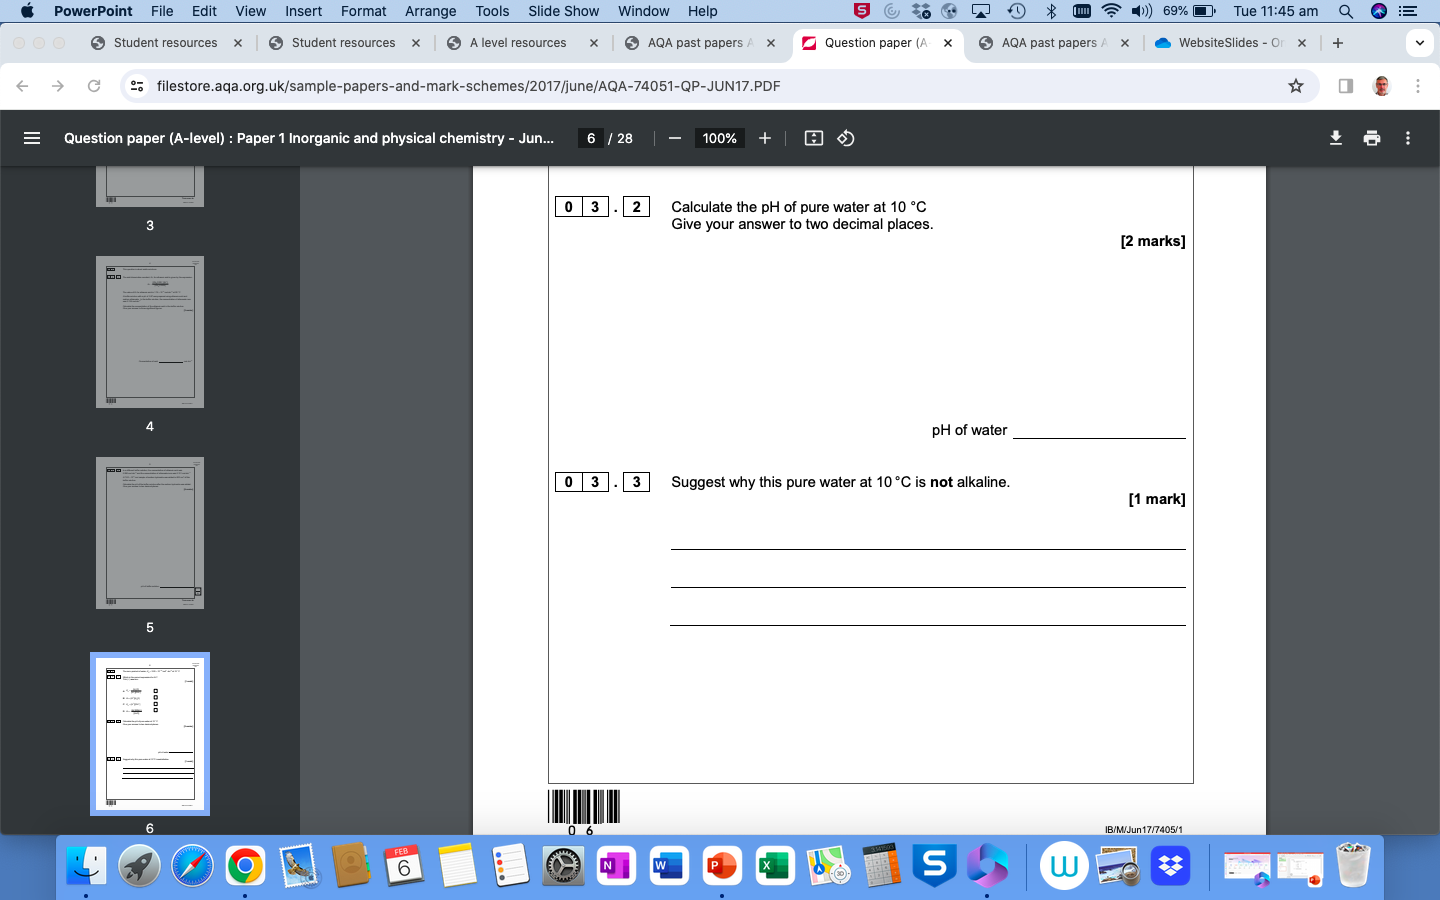 PowerPoint File Edit View Insert Format Arrange Tools Slide Show Window Help 69% Tue 11:45 am
Student resources Student resources A level resources AQA past papers A Question paper (A- AQA past papers A WebsiteSlides - Or
filestore.aqa.org.uk/sample-papers-and-mark-schemes/2017/june/AQA-74051-QP-JUN17.PDF
Question paper (A-level) : Paper 1 Inorganic and physical chemistry - Jun... 6 / 28 100%
3
4
5
6
0 3 . 2 Calculate the pH of pure water at 10 °C
Give your answer to two decimal places.
[2 marks]
pH of water
0 3 . 3 Suggest why this pure water at 10 °C is not alkaline.
[1 mark]
0 6
IB/M/Jun17/7405/1
FEB
6
N W P X 3D S W